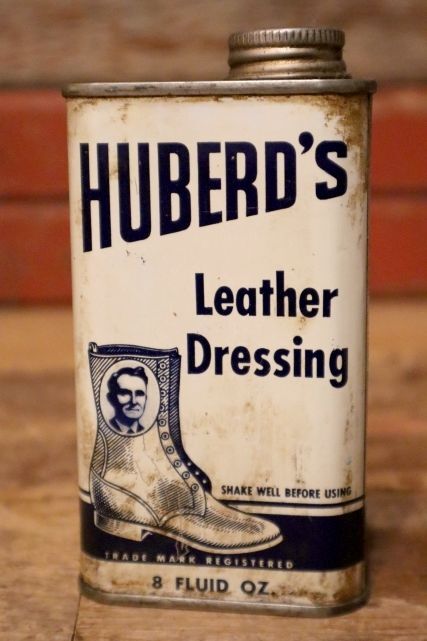 HUBERD'S
Leather
Dressing
SHAKE WELL BEFORE USING
TRADE MARK REGISTERED
8 FLUID OZ.